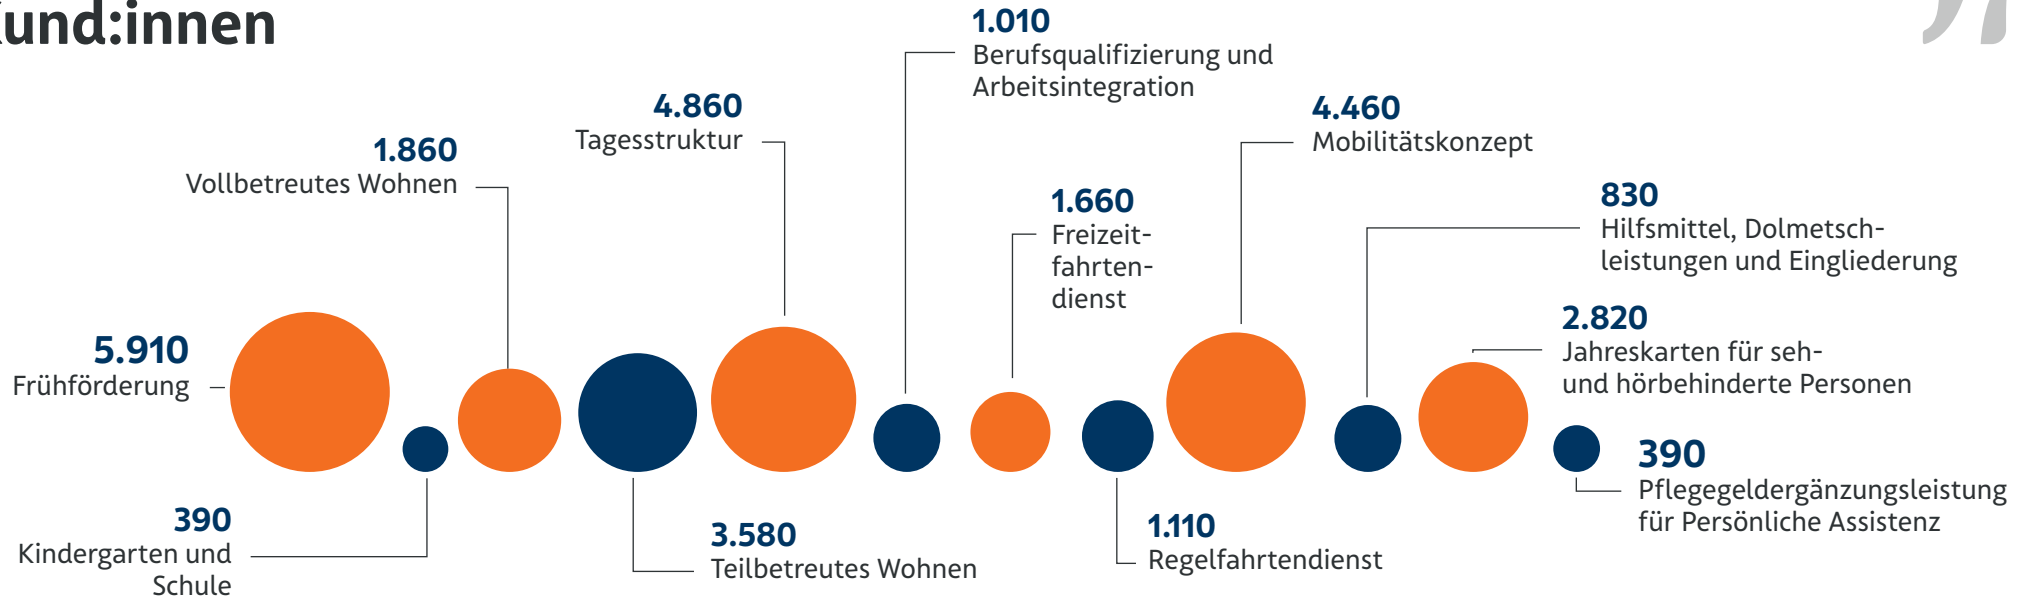 und:innen
1.010
Berufsqualifizierung und
Arbeitsintegration
4.860
Tagesstruktur
4.460
Mobilitätskonzept
1.860
Vollbetreutes Wohnen
1.660
Freizeit-
fahrten-
dienst
830
Hilfsmittel, Dolmetsch-
leistungen und Eingliederung
5.910
Frühförderung
2.820
Jahreskarten für seh-
und hörbehinderte Personen
390
Pflegegeldergänzungsleistung
für Persönliche Assistenz
390
Kindergarten und
Schule
3.580
Teilbetreutes Wohnen
1.110
Regelfahrtendienst